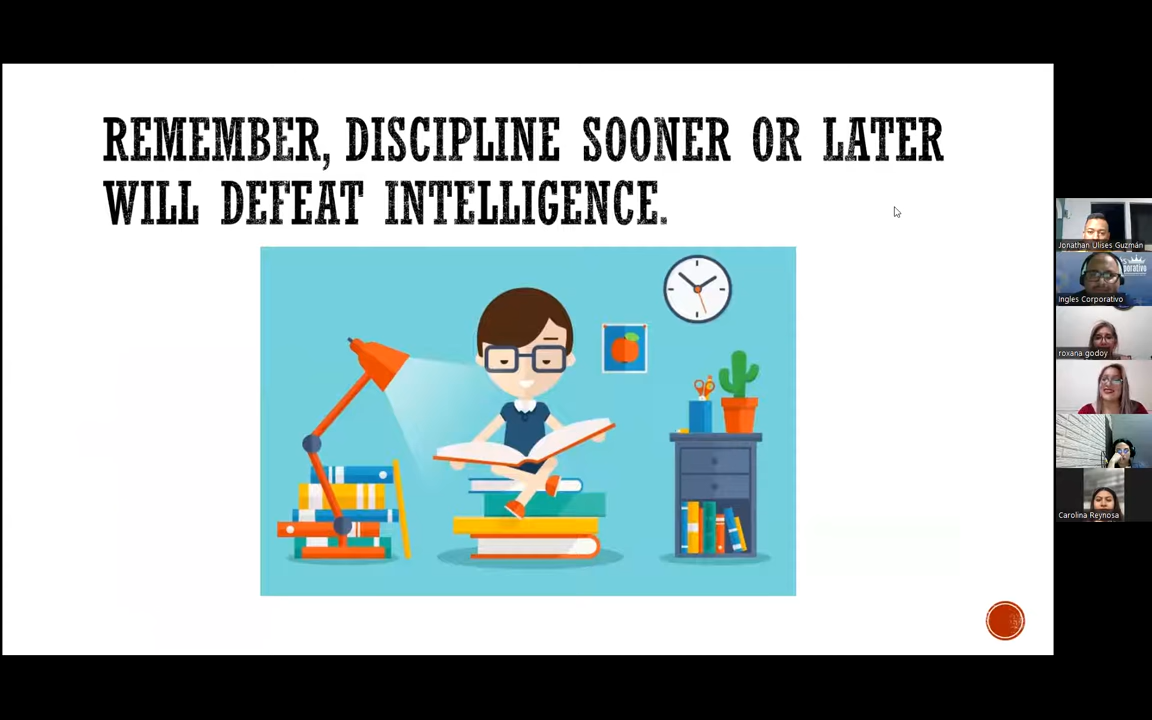 REMEMBER, DISCIPLINE SOONER OR LATER
WILL DEFEAT INTELLIGENCE.
Jonathan Ulises Guzmán
Ingles Corporativo
roxana godoy
Carolina Reynosa